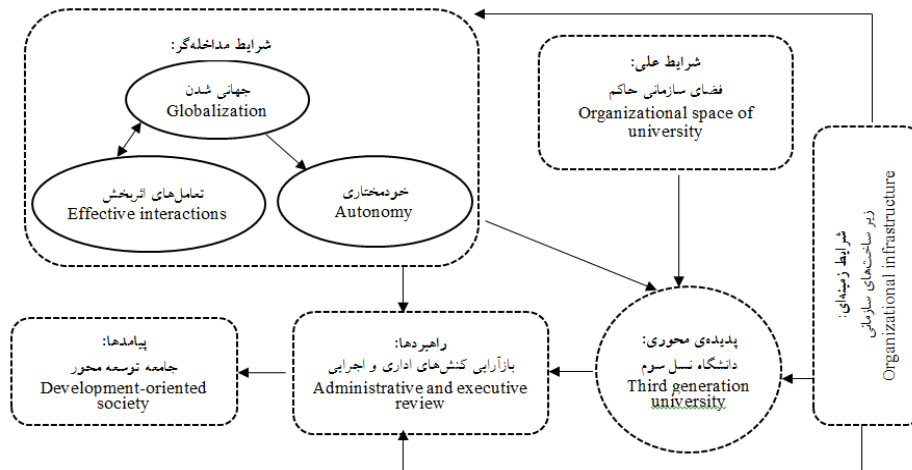 شرایط مداخله‌گر:
جهانی شدن
Globalization
تعامل‌های اثربخش
Effective interactions
خودمختاری
Autonomy
شرایط علی:
فضای سازمانی حاکم
Organizational space of
university
شرایط زمینه‌ای:
زیر ساخت‌های سازمانی
Organizational infrastructure
پدیده‌ی محوری:
دانشگاه نسل سوم
Third generation
university
راهبردها:
بازآرایی کنش‌های اداری و اجرایی
Administrative and executive
review
پیامدها:
جامعه توسعه محور
Development-oriented
society